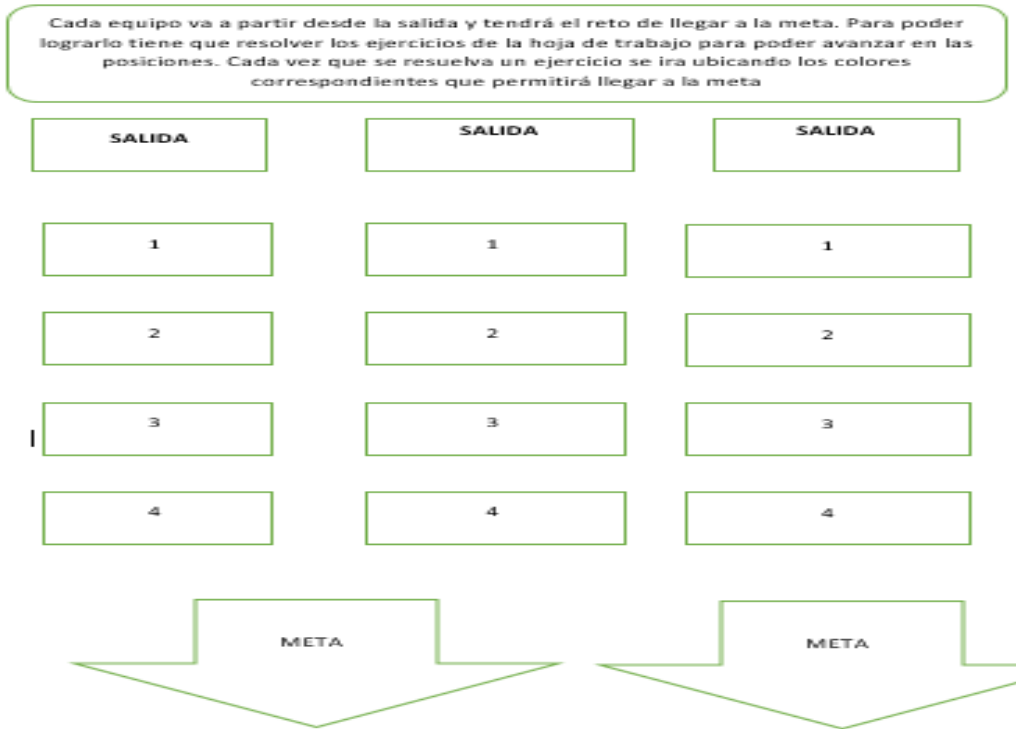 Cada equipo va a partir desde la salida y tendrá el reto de llegar a la meta. Para poder
lograrlo tiene que resolver los ejercicios de la hoja de trabajo para poder avanzar en las
posiciones. Cada vez que se resuelva un ejercicio se ira ubicando los colores
correspondientes que permitirá llegar a la meta
SALIDA SALIDA SALIDA
1 1 1
2 2 2
3 3 3
4 4 4
META META